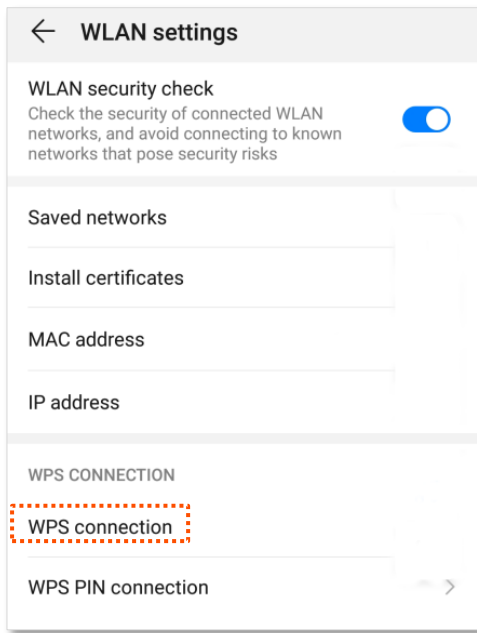 WLAN settings
WLAN security check
Check the security of connected WLAN
networks, and avoid connecting to known
networks that pose security risks
Saved networks
Install certificates
MAC address
IP address
WPS CONNECTION
WPS connection
WPS PIN connection